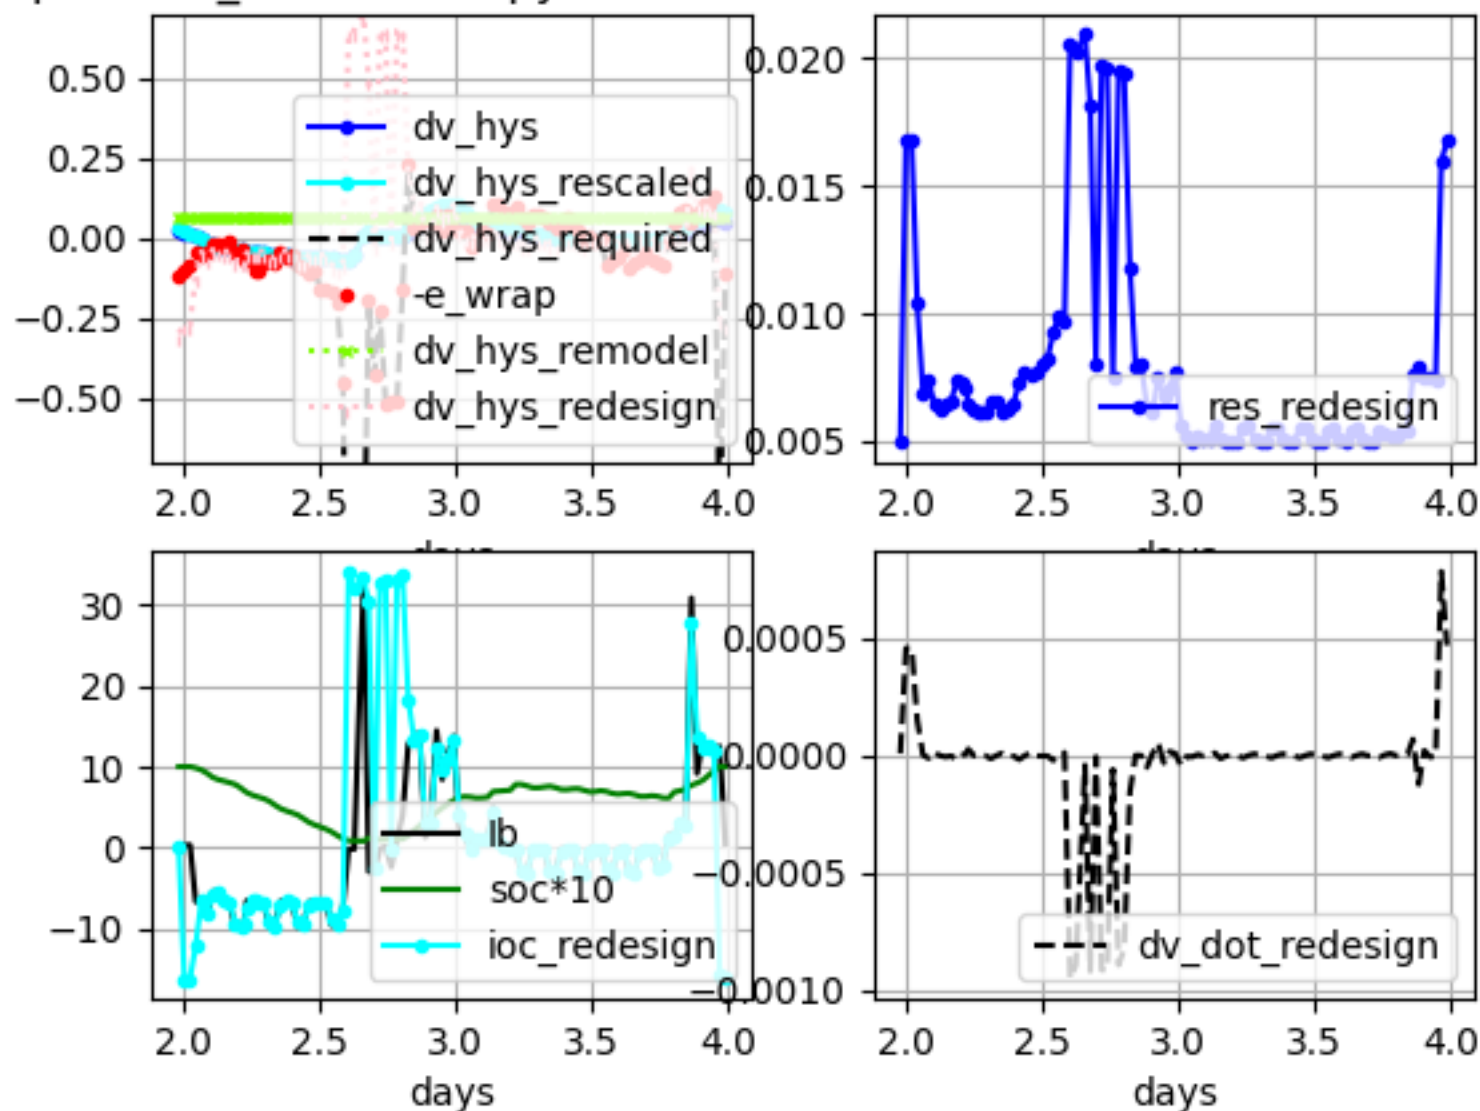 0.50
0.25
0.00
−0.25
−0.50
dv_hys
dv_hys_rescaled
dv_hys_required
-e_wrap
dv_hys_remodel
dv_hys_redesign
2.0 2.5 3.0 3.5 4.0
0.020
0.015
0.010
0.005
res_redesign
2.0 2.5 3.0 3.5 4.0
days
days
30
20
10
0
−10
Ib
soc*10
ioc_redesign
2.0 2.5 3.0 3.5 4.0
days
0.0005
0.0000
−0.0005
−0.0010
dv_dot_redesign
2.0 2.5 3.0 3.5 4.0
days